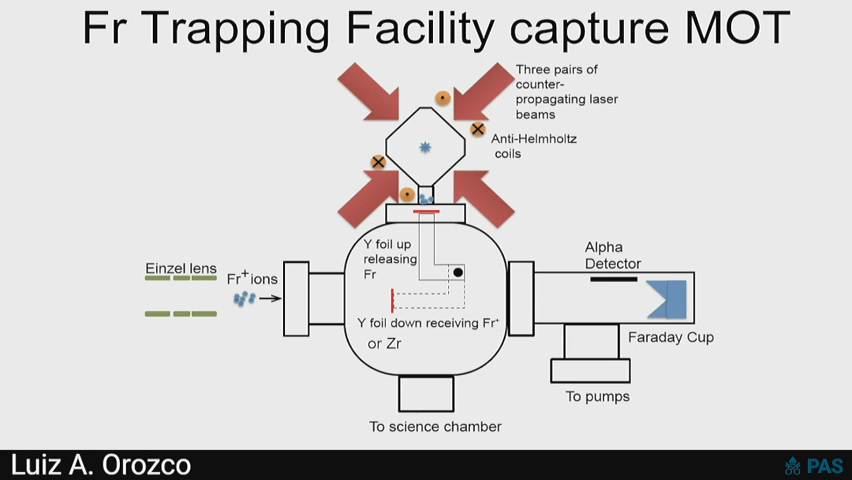 Fr Trapping Facility capture MOT
Three pairs of
counter-
propagating laser
beams
Anti-Helmholtz
coils
Y foil up
releasing
Fr
Alpha
Detector
Einzel lens
Fr+ ions
Y foil down receiving Fr+
or Zr
Faraday Cup
To pumps
To science chamber
Luiz A. Orozco
PAS